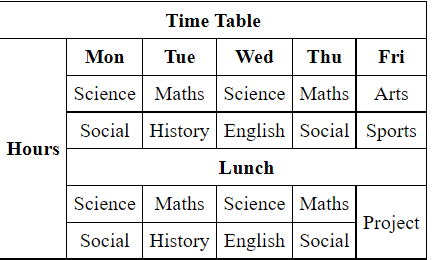 Time Table
Hours
Mon Tue Wed Thu Fri
Science Maths Science Maths Arts
Social History English Social Sports
Lunch
Science Maths Science Maths Project
Social History English Social